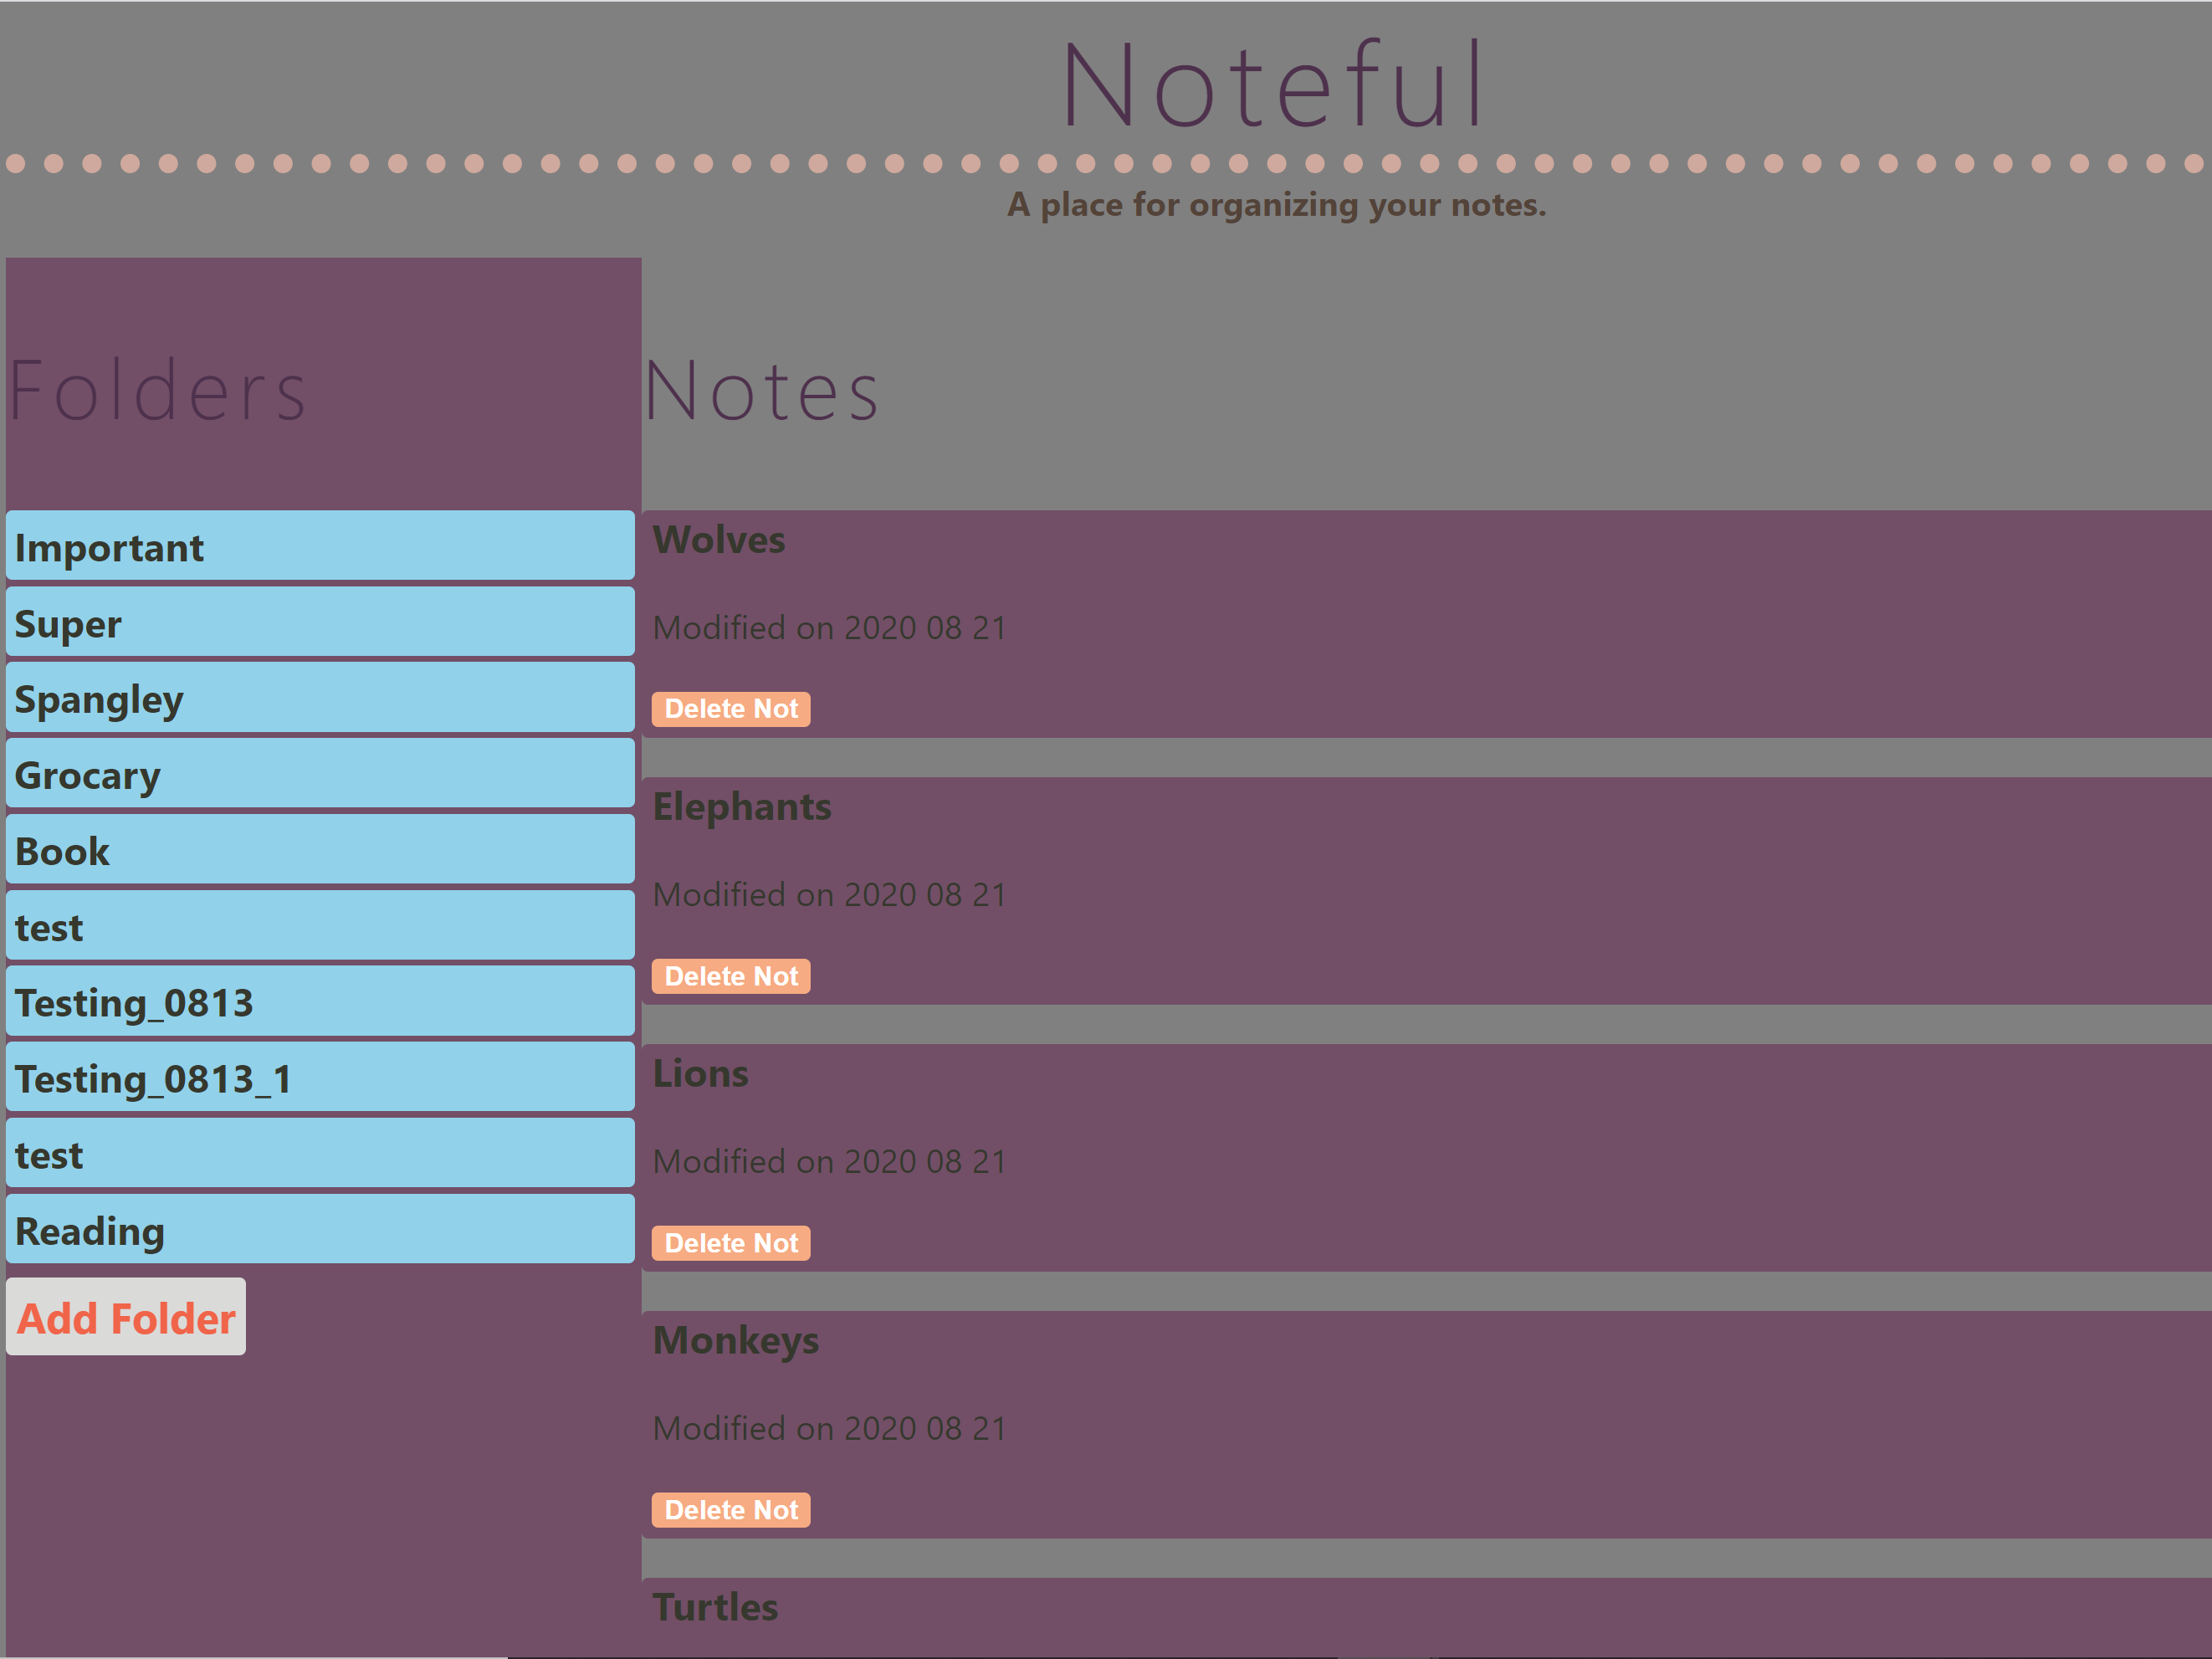 Noteful
A place for organizing your notes.
Folders
Important
Super
Spangley
Grocary
Book
test
Testing_0813
Testing_0813_1
test
Reading
Add Folder
Notes
Wolves
Modified on 2020 08 21
Delete Not
Elephants
Modified on 2020 08 21
Delete Not
Lions
Modified on 2020 08 21
Delete Not
Monkeys
Modified on 2020 08 21
Delete Not
Turtles